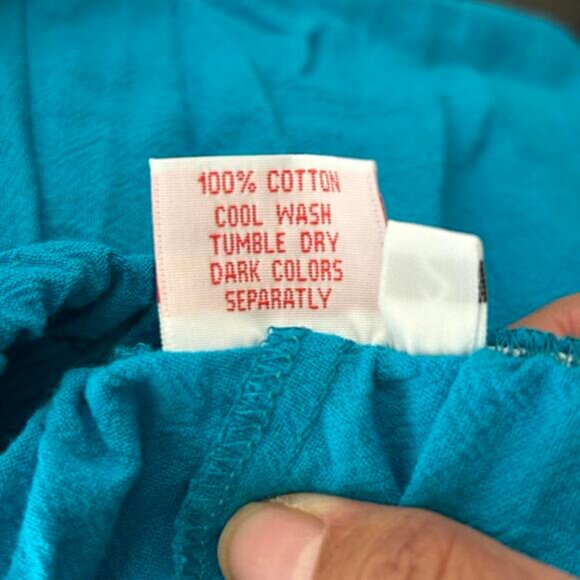 100% COTTON
COOL WASH
TUMBLE DRY
DARK COLORS
SEPARATLY